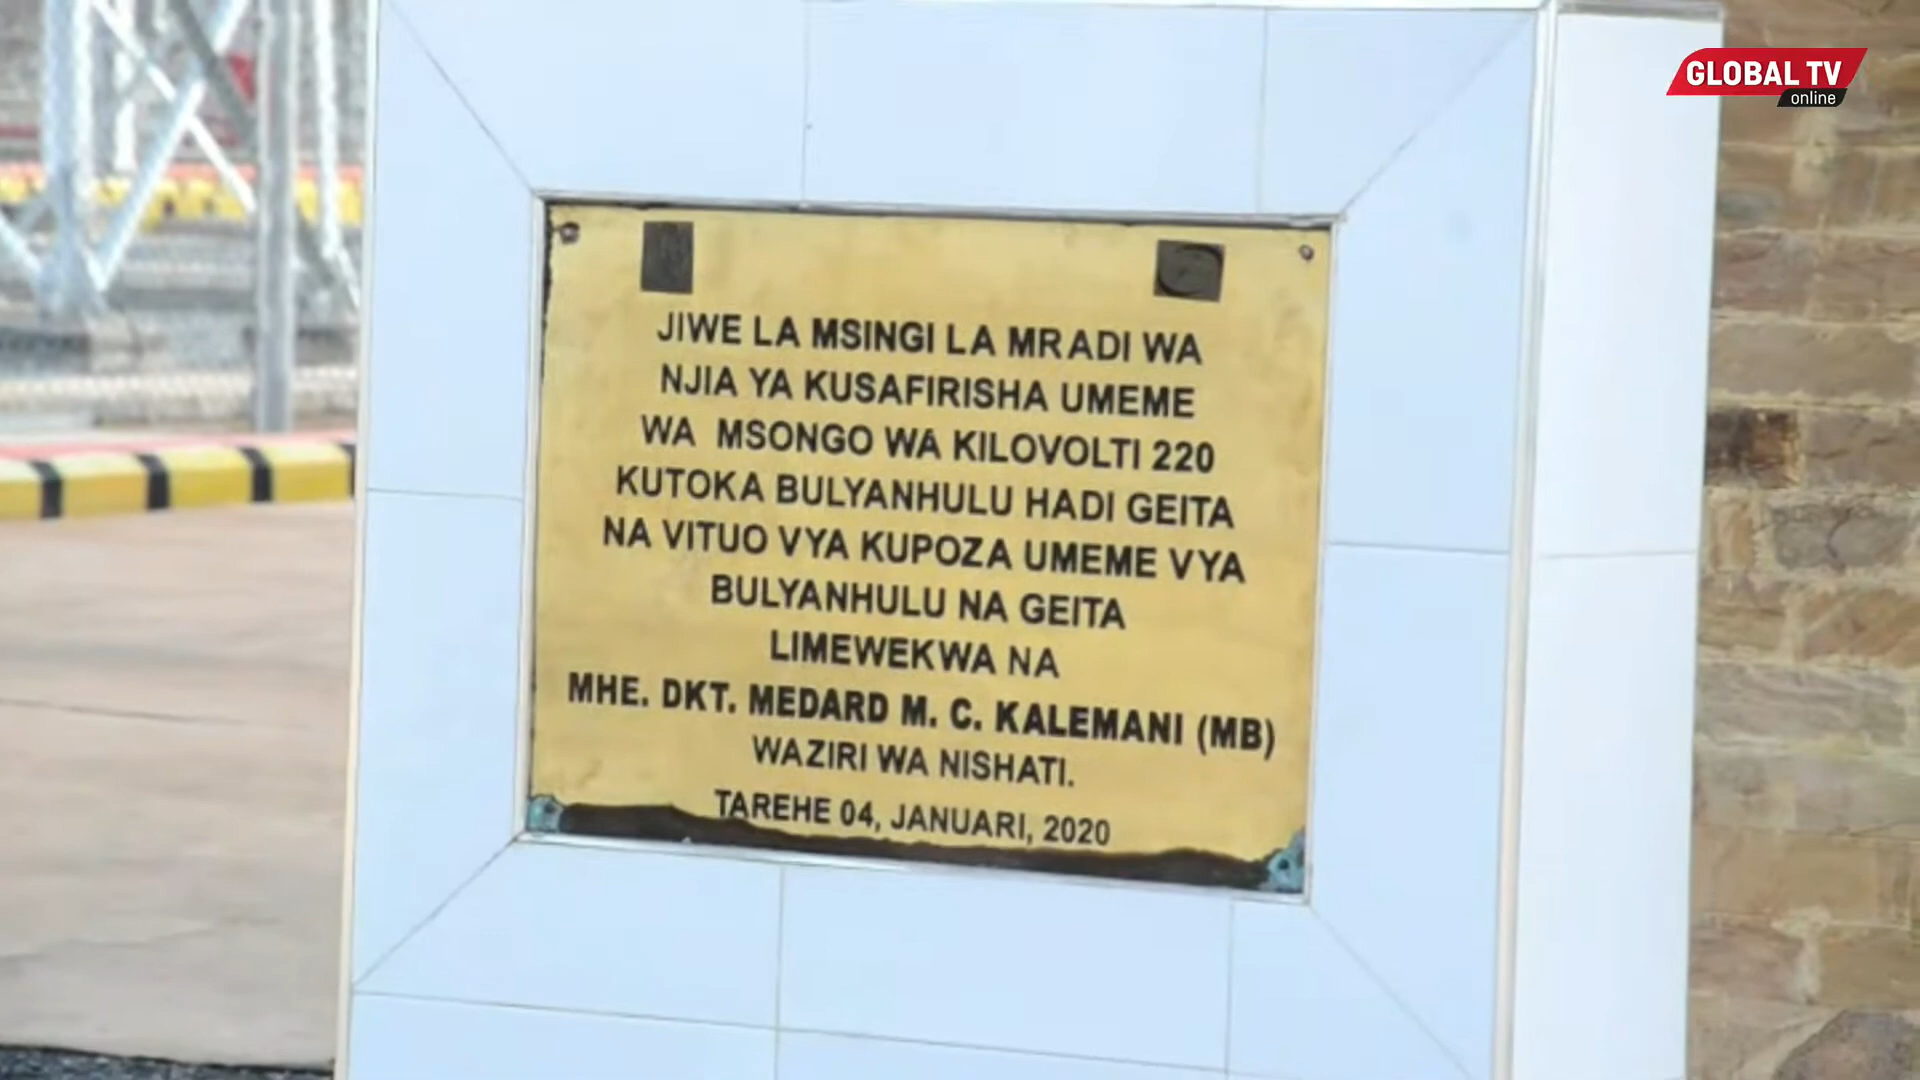 GLOBAL TV
online
JIWE LA MSINGI LA MRADI WA
NJIA YA KUSAFIRISHA UMEME
WA MSONGO WA KILOVOLTI 220
KUTOKA BULYANHULU HADI GEITA
NA VITUO VYA KUPOZA UMEME VYA
BULYANHULU NA GEITA
LIMEWEKWA NA
MHE. DKT. MEDARD M. C. KALEMANI (MB)
WAZIRI WA NISHATI.
TAREHE 04, JANUARI, 2020